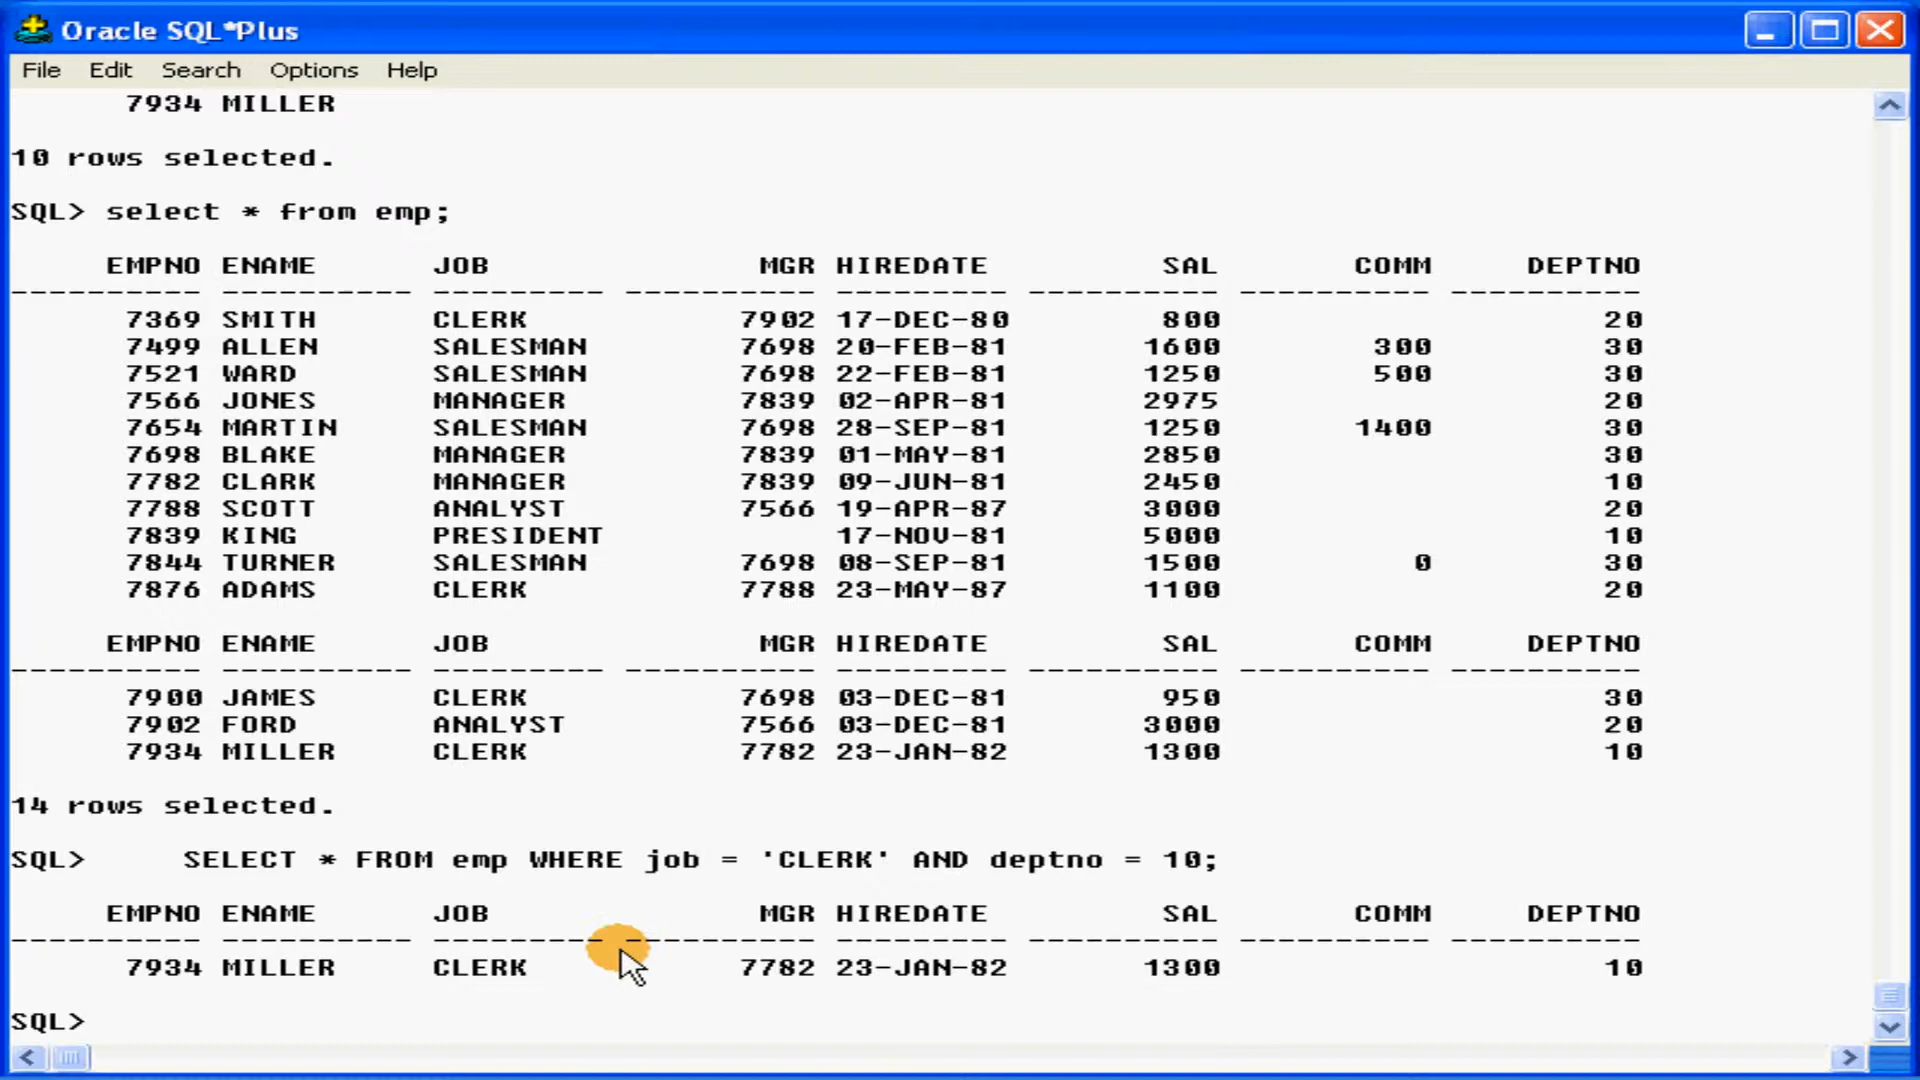 Oracle SQL*Plus
File Edit Search Options Help
7934 MILLER
10 rows selected.
SQL> select * from emp;
EMPNO ENAME JOB MGR HIREDATE SAL COMM DEPTNO
---------- ---------- --------- ---------- --------- ---------- ---------- ----------
7369 SMITH CLERK 7902 17-DEC-80 800 20
7499 ALLEN SALESMAN 7698 20-FEB-81 1600 300 30
7521 WARD SALESMAN 7698 22-FEB-81 1250 500 30
7566 JONES MANAGER 7839 02-APR-81 2975 20
7654 MARTIN SALESMAN 7698 28-SEP-81 1250 1400 30
7698 BLAKE MANAGER 7839 01-MAY-81 2850 30
7782 CLARK MANAGER 7839 09-JUN-81 2450 10
7788 SCOTT ANALYST 7566 19-APR-87 3000 20
7839 KING PRESIDENT 17-NOV-81 5000 10
7844 TURNER SALESMAN 7698 08-SEP-81 1500 0 30
7876 ADAMS CLERK 7788 23-MAY-87 1100 20
EMPNO ENAME JOB MGR HIREDATE SAL COMM DEPTNO
---------- ---------- --------- ---------- --------- ---------- ---------- ----------
7900 JAMES CLERK 7698 03-DEC-81 950 30
7902 FORD ANALYST 7566 03-DEC-81 3000 20
7934 MILLER CLERK 7782 23-JAN-82 1300 10
14 rows selected.
SQL> SELECT * FROM emp WHERE job = 'CLERK' AND deptno = 10;
EMPNO ENAME JOB MGR HIREDATE SAL COMM DEPTNO
---------- ---------- --------- ---------- --------- ---------- ---------- ----------
7934 MILLER CLERK 7782 23-JAN-82 1300 10
SQL>